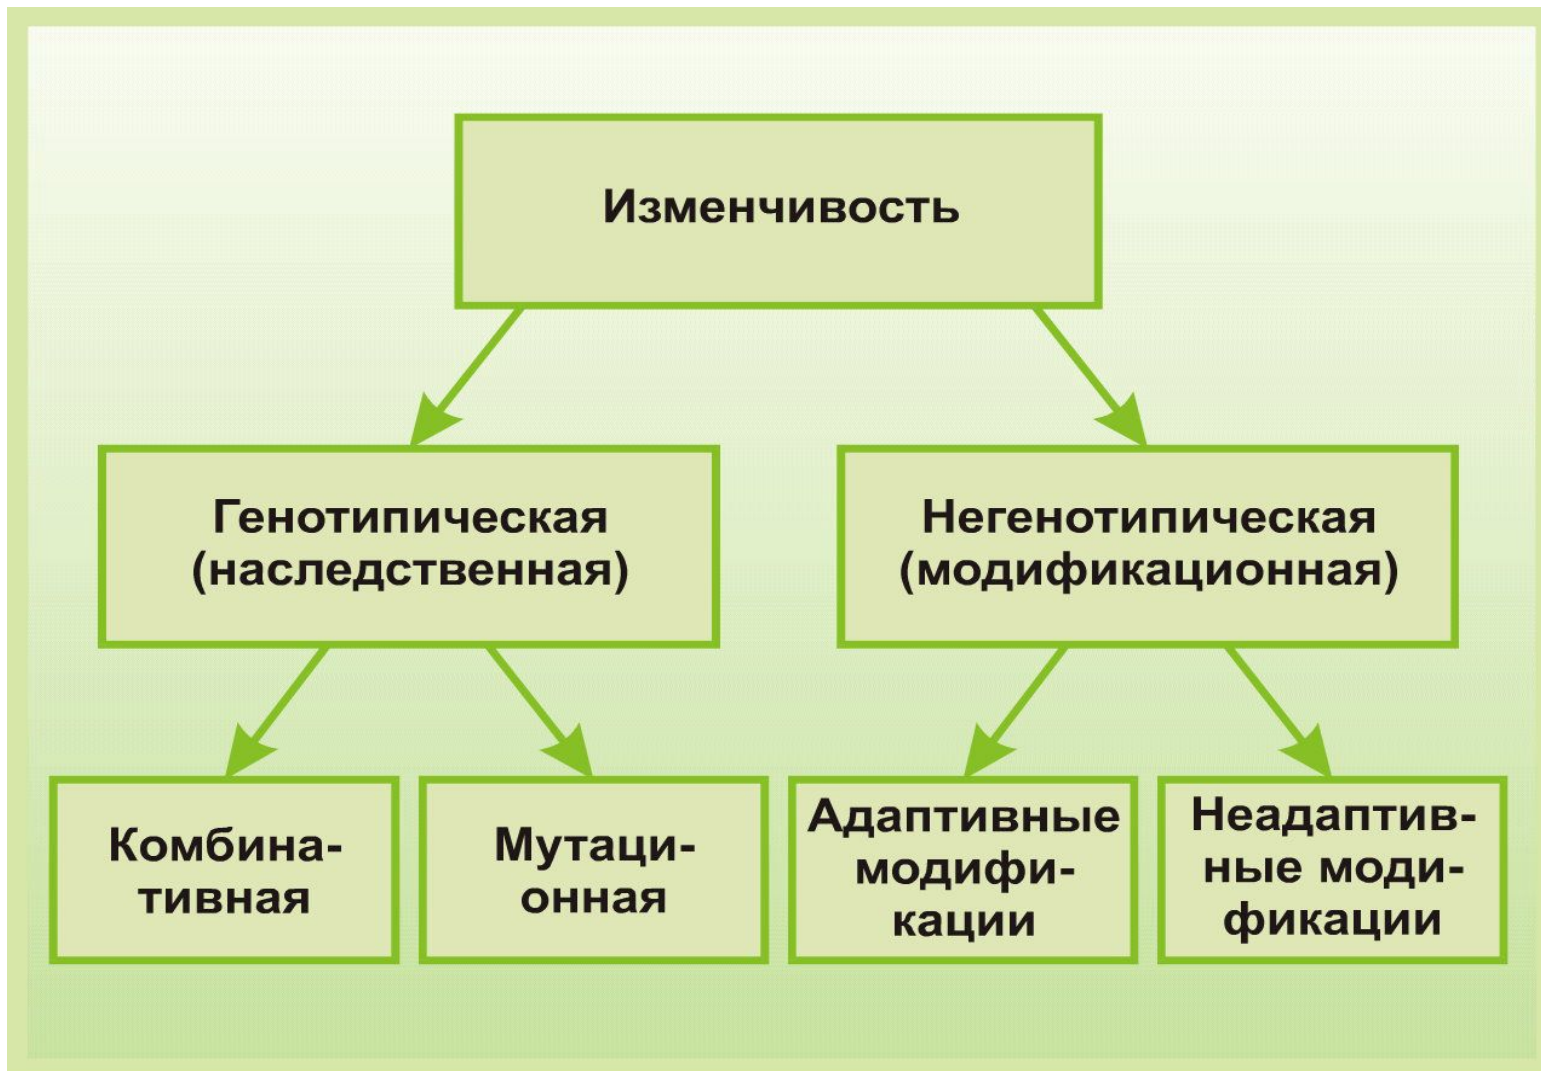 Изменчивость
Генотипическая
(наследственная)
Негенотипическая
(модификационная)
Комбина-
тивная
Мутаци-
онная
Адаптивные
модифи-
кации
Неадаптив-
ные моди-
фикации